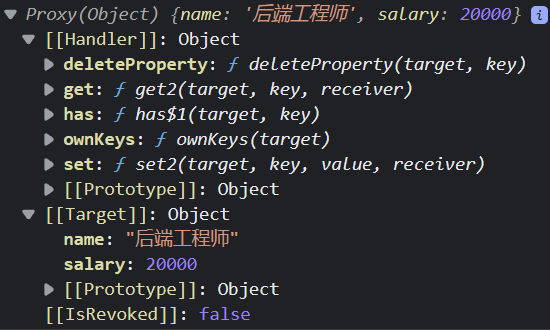 Proxy(Object) {name: '后端工程师', salary: 20000} i
[[Handler]]: Object
deleteProperty: ƒ deleteProperty(target, key)
get: ƒ get2(target, key, receiver)
has: ƒ has$1(target, key)
ownKeys: ƒ ownKeys(target)
set: ƒ set2(target, key, value, receiver)
[[Prototype]]: Object
[[Target]]: Object
name: "后端工程师"
salary: 20000
[[Prototype]]: Object
[[IsRevoked]]: false